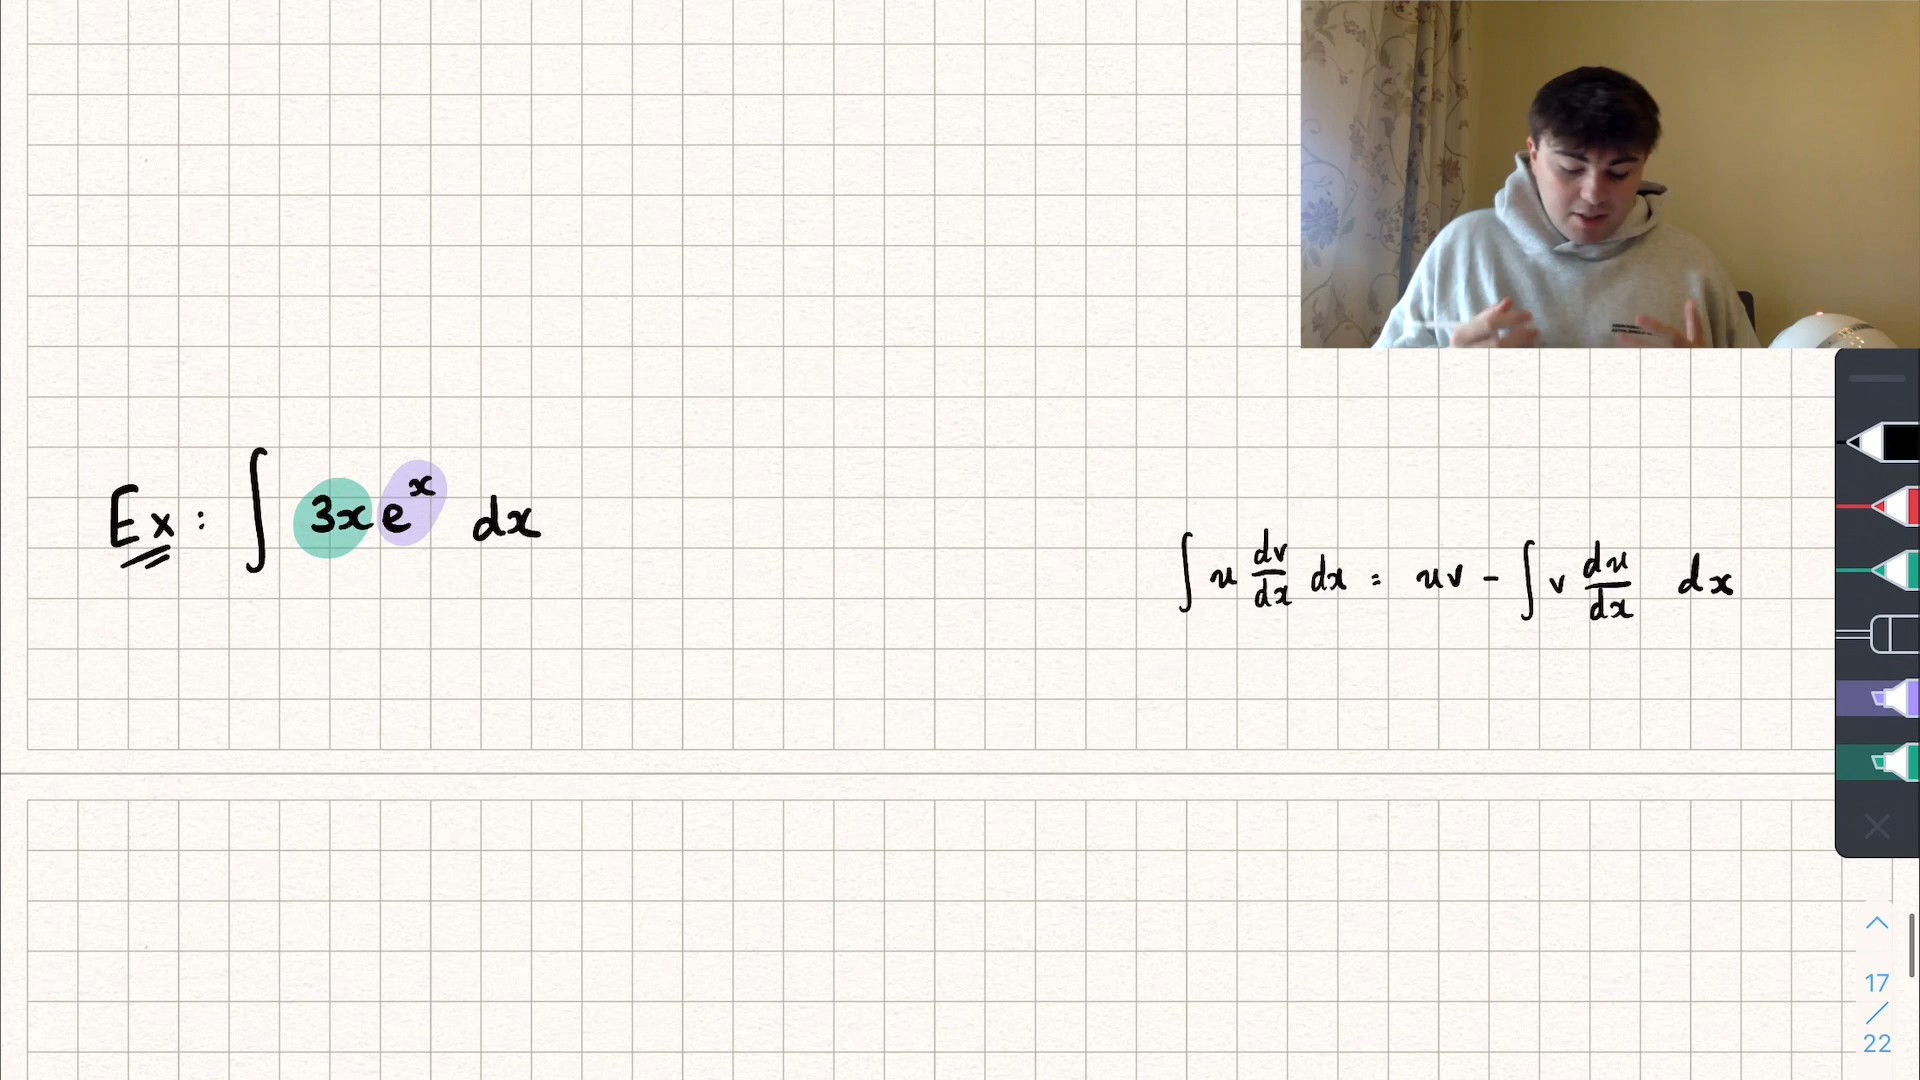 Ex: ∫ 3xe^x dx
∫ u dv/dx dx = uv - ∫ v du/dx dx
17
/
22